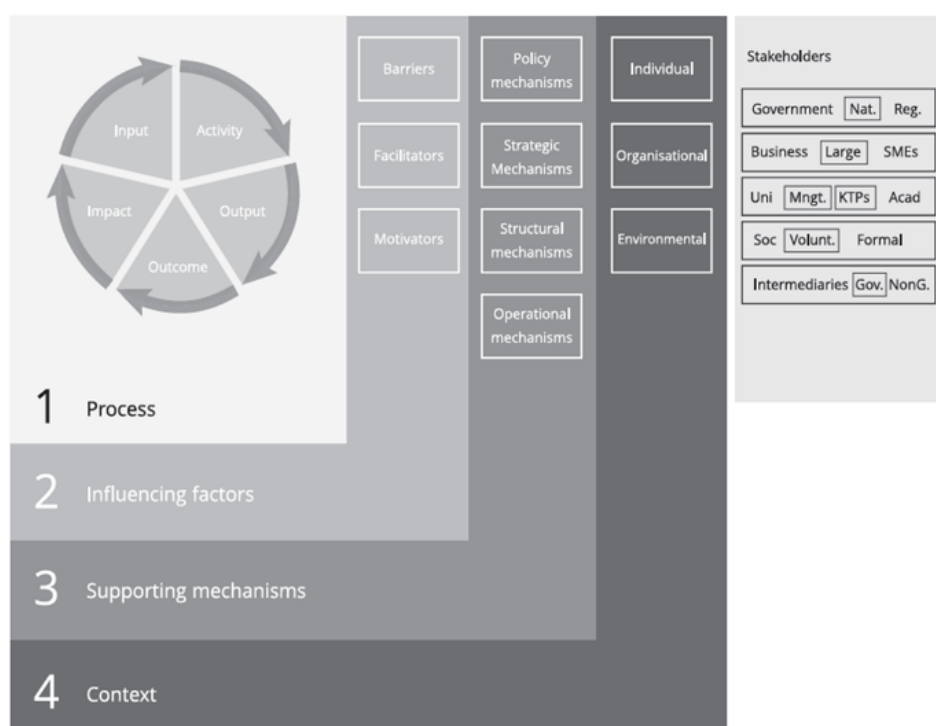 Input
Activity
Output
Outcome
Impact
1 Process
Barriers
Facilitators
Motivators
2 Influencing factors
Policy
mechanisms
Strategic
Mechanisms
Structural
mechanisms
Operational
mechanisms
3 Supporting mechanisms
Individual
Organisational
Environmental
4 Context
Stakeholders
Government Nat. Reg.
Business Large SMEs
Uni Mngt. KTPs Acad
Soc Volunt. Formal
Intermediaries Gov. NonG.